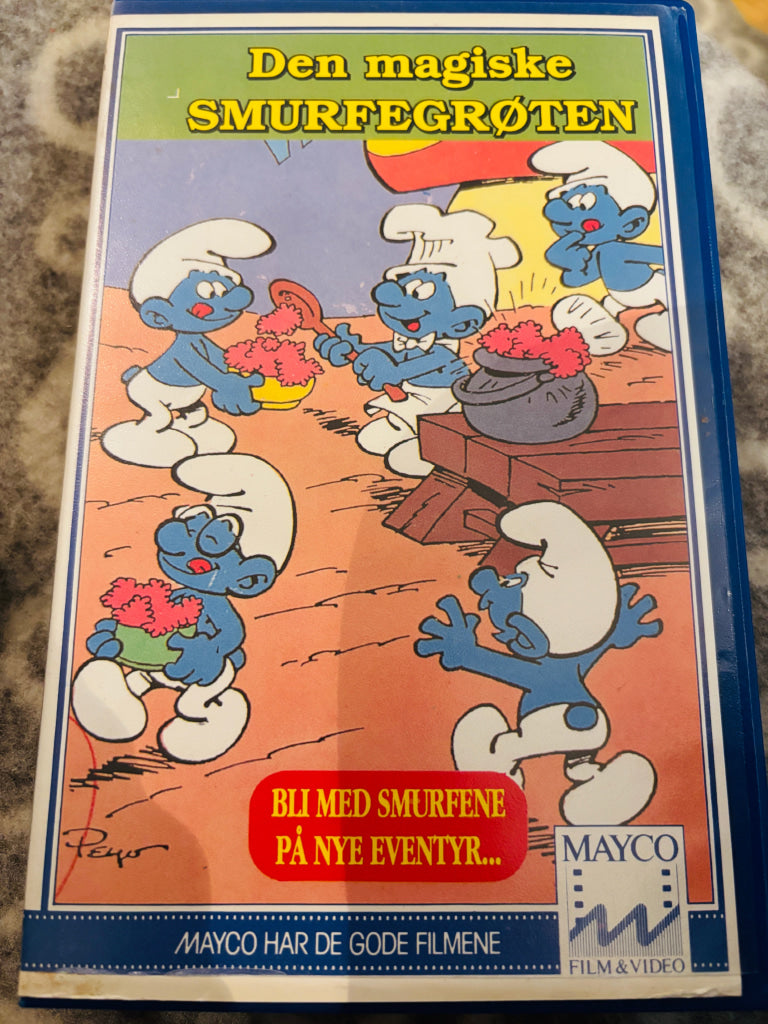 Den magiske
SMURFEGRØTEN
Peyo
BLI MED SMURFENE
PÅ NYE EVENTYR...
MAYCO
MAYCO HAR DE GODE FILMENE
FILM & VIDEO